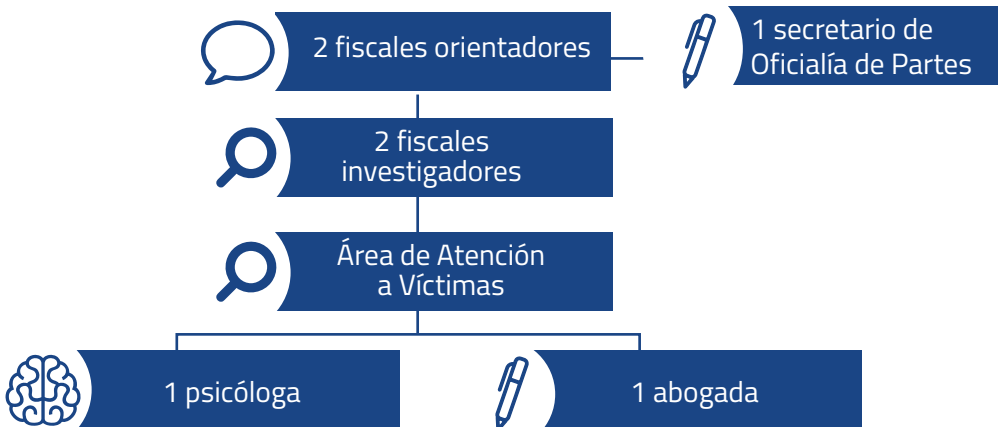 2 fiscales orientadores
1 secretario de
Oficialía de Partes
2 fiscales
investigadores
Área de Atención
a Víctimas
1 psicóloga
1 abogada